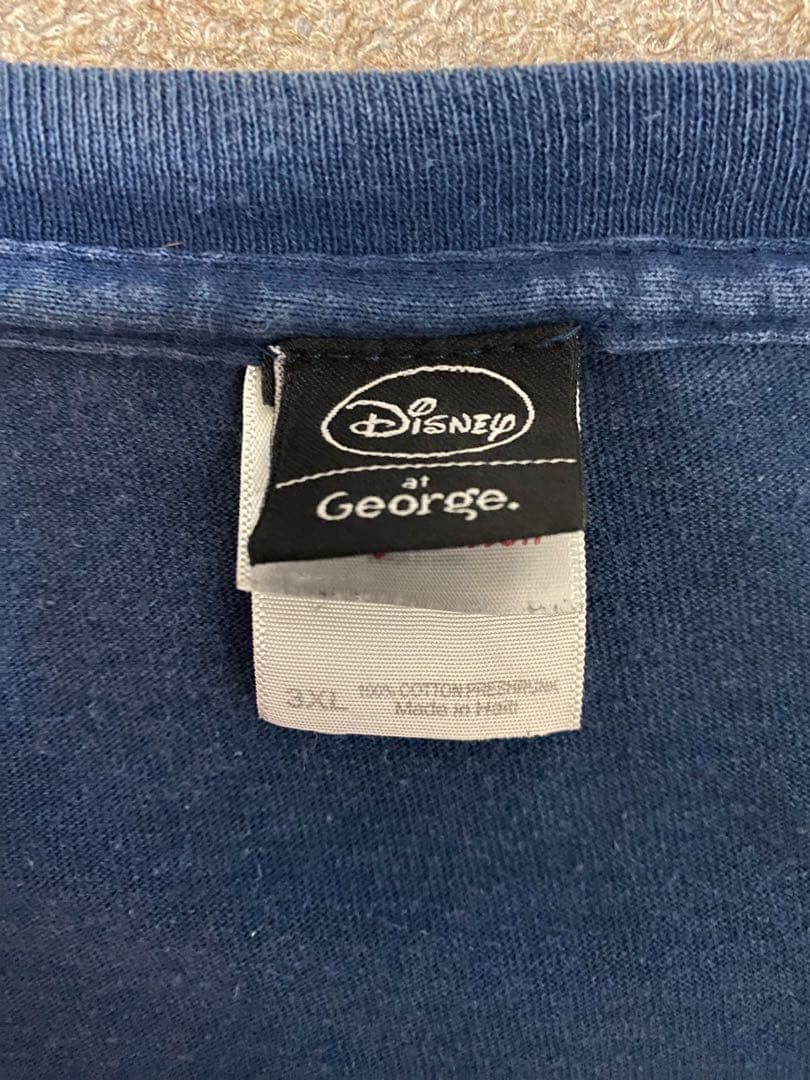 Disney
at
George.
3XL 100% COTTON PRESHRUNK
Made in Haiti